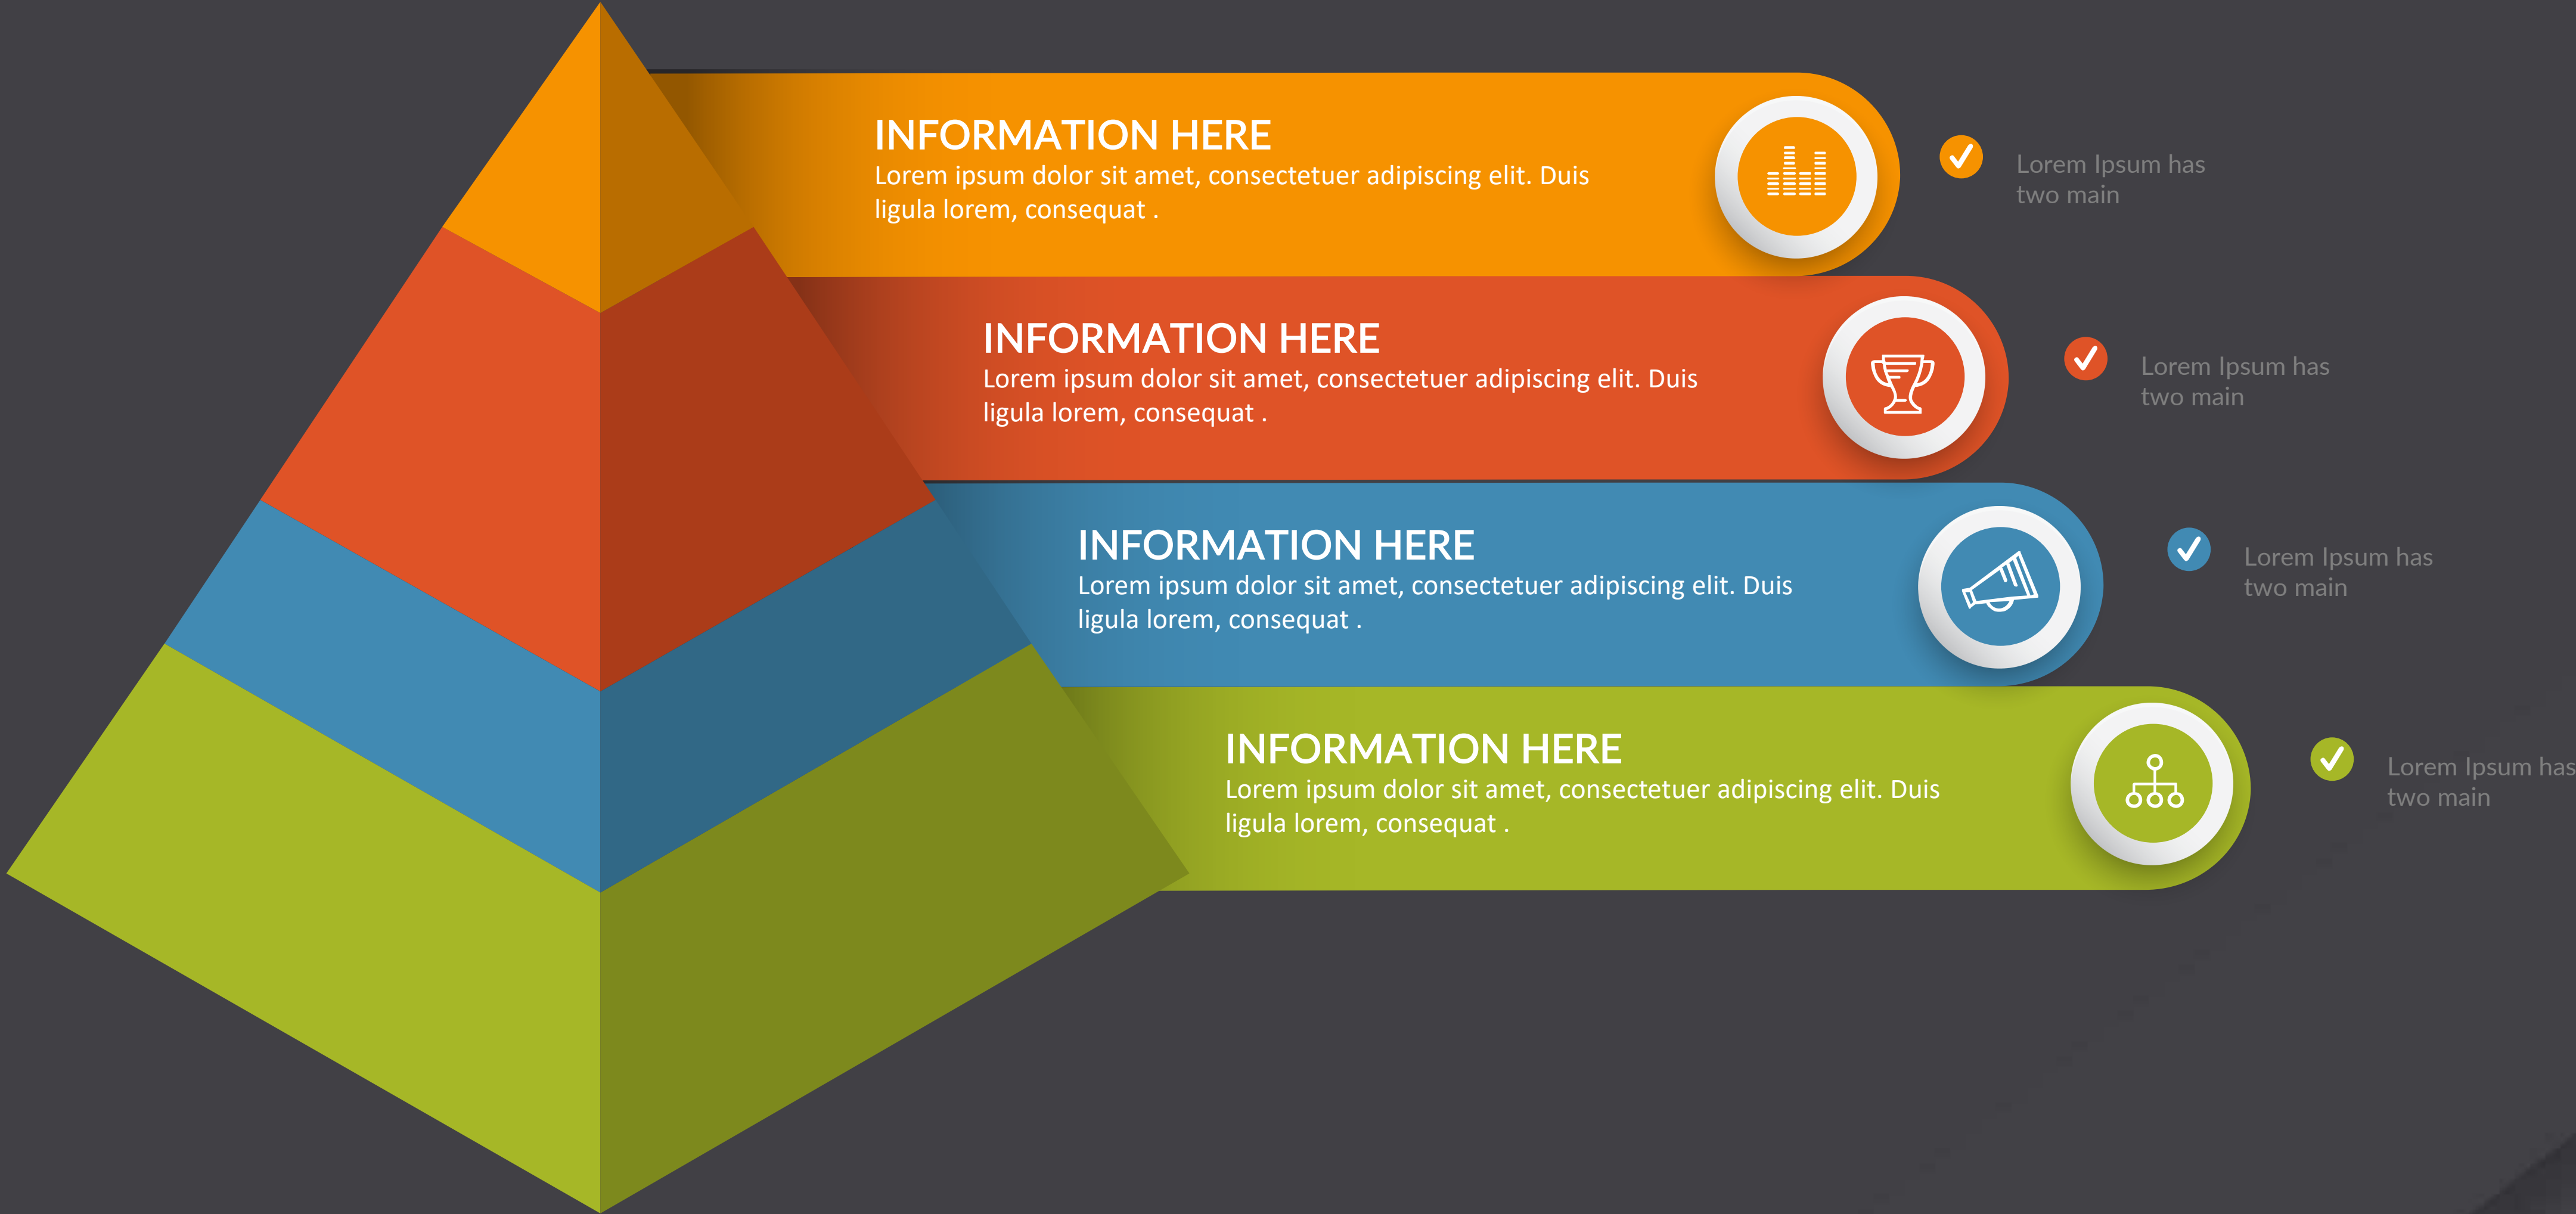 INFORMATION HERE
Lorem ipsum dolor sit amet, consectetuer adipiscing elit. Duis
ligula lorem, consequat .
Lorem Ipsum has
two main
INFORMATION HERE
Lorem ipsum dolor sit amet, consectetuer adipiscing elit. Duis
ligula lorem, consequat .
Lorem Ipsum has
two main
INFORMATION HERE
Lorem ipsum dolor sit amet, consectetuer adipiscing elit. Duis
ligula lorem, consequat .
Lorem Ipsum has
two main
INFORMATION HERE
Lorem ipsum dolor sit amet, consectetuer adipiscing elit. Duis
ligula lorem, consequat .
Lorem Ipsum has
two main